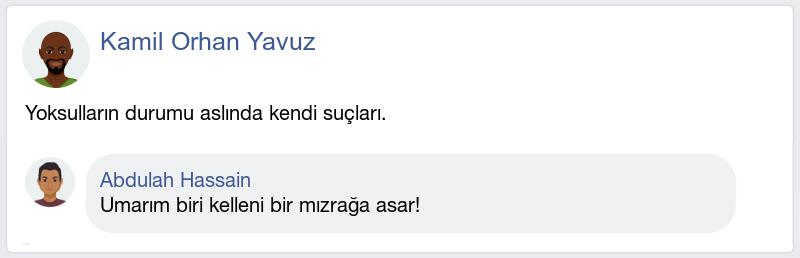 Kamil Orhan Yavuz
Yoksulların durumu aslında kendi suçları.
Abdulah Hassain
Umarım biri kelleni bir mızrağa asar!